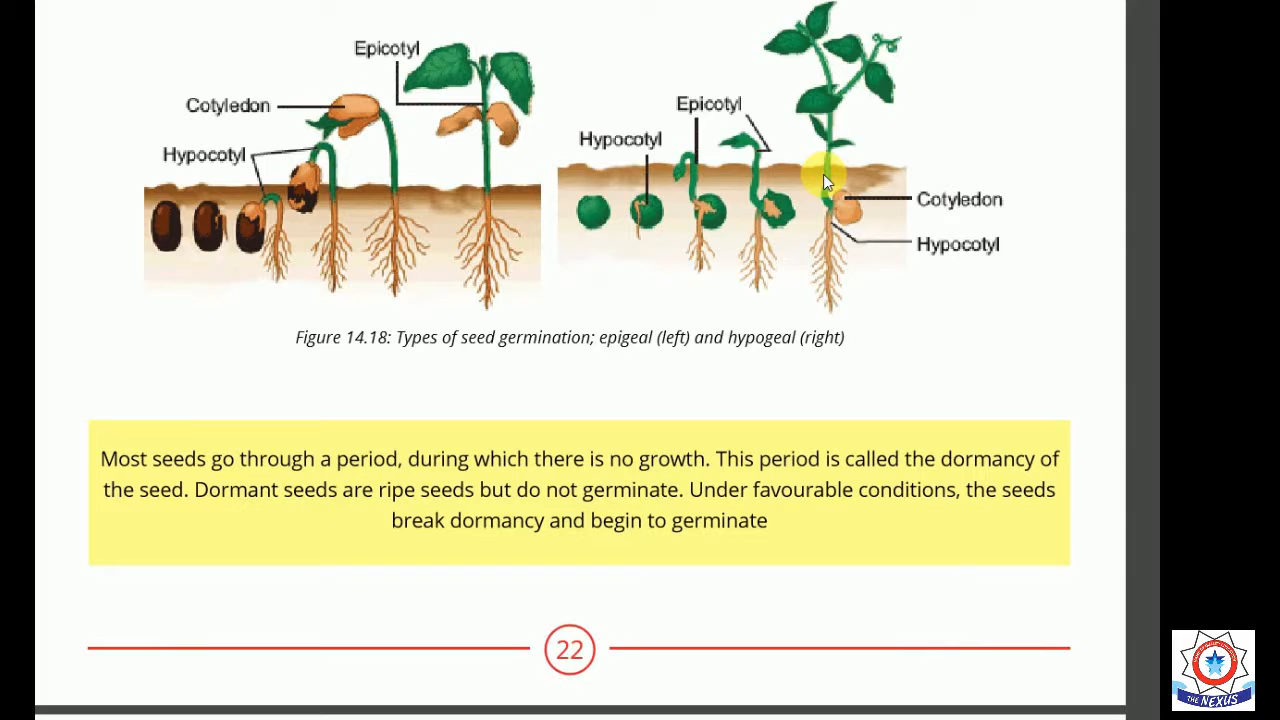 Epicotyl
Cotyledon
Hypocotyl
Epicotyl
Hypocotyl
Cotyledon
Hypocotyl
Figure 14.18: Types of seed germination; epigeal (left) and hypogeal (right)
Most seeds go through a period, during which there is no growth. This period is called the dormancy of
the seed. Dormant seeds are ripe seeds but do not germinate. Under favourable conditions, the seeds
break dormancy and begin to germinate
22
THE NEXUS